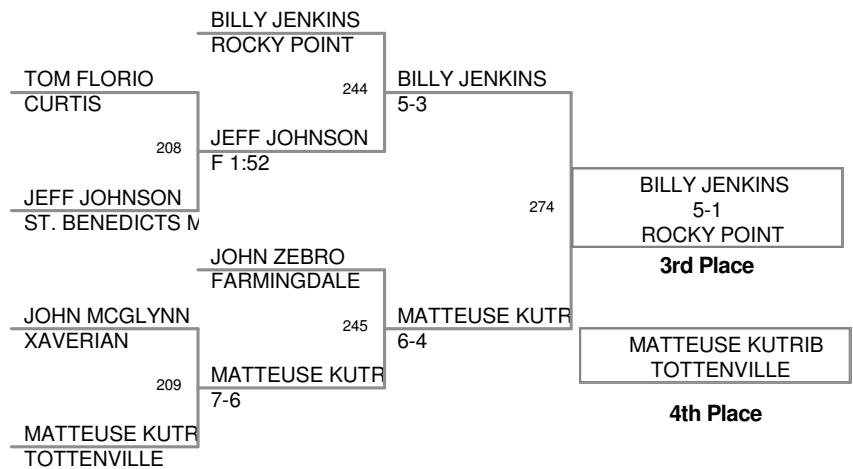 BILLY JENKINS
ROCKY POINT
TOM FLORIO
CURTIS
244
BILLY JENKINS
5-3
208
JEFF JOHNSON
F 1:52
JEFF JOHNSON
ST. BENEDICTS M
274
BILLY JENKINS
5-1
ROCKY POINT
3rd Place
JOHN ZEBRO
FARMINGDALE
JOHN MCGLYNN
XAVERIAN
245
MATTEUSE KUTR
6-4
209
MATTEUSE KUTR
7-6
MATTEUSE KUTRIB
TOTTENVILLE
4th Place
MATTEUSE KUTR
TOTTENVILLE